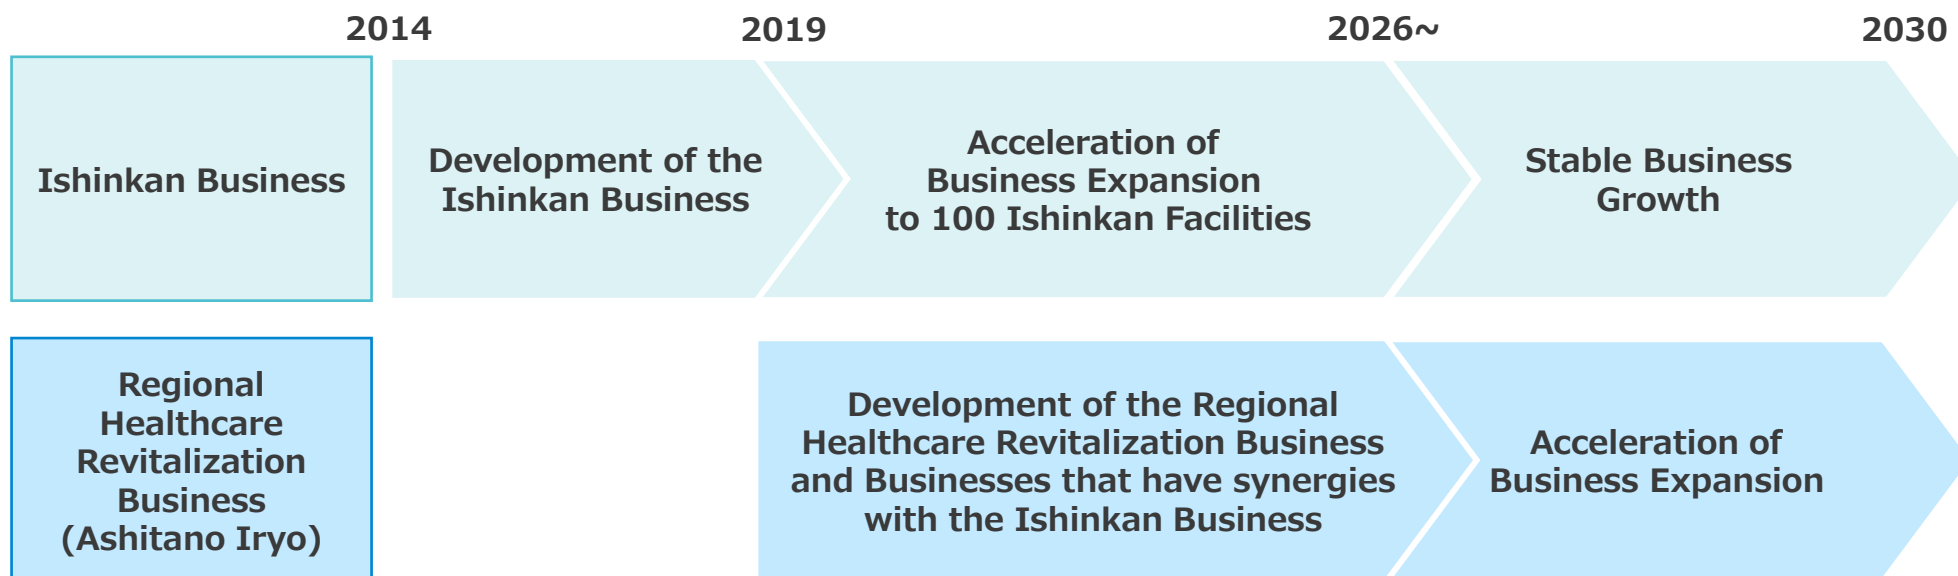 2014
2019
2026~
2030
Ishinkan Business
Development of the
Ishinkan Business
Acceleration of
Business Expansion
to 100 Ishinkan Facilities
Stable Business
Growth
Regional
Healthcare
Revitalization
Business
(Ashitano Iryo)
Development of the Regional
Healthcare Revitalization Business
and Businesses that have synergies
with the Ishinkan Business
Acceleration of
Business Expansion